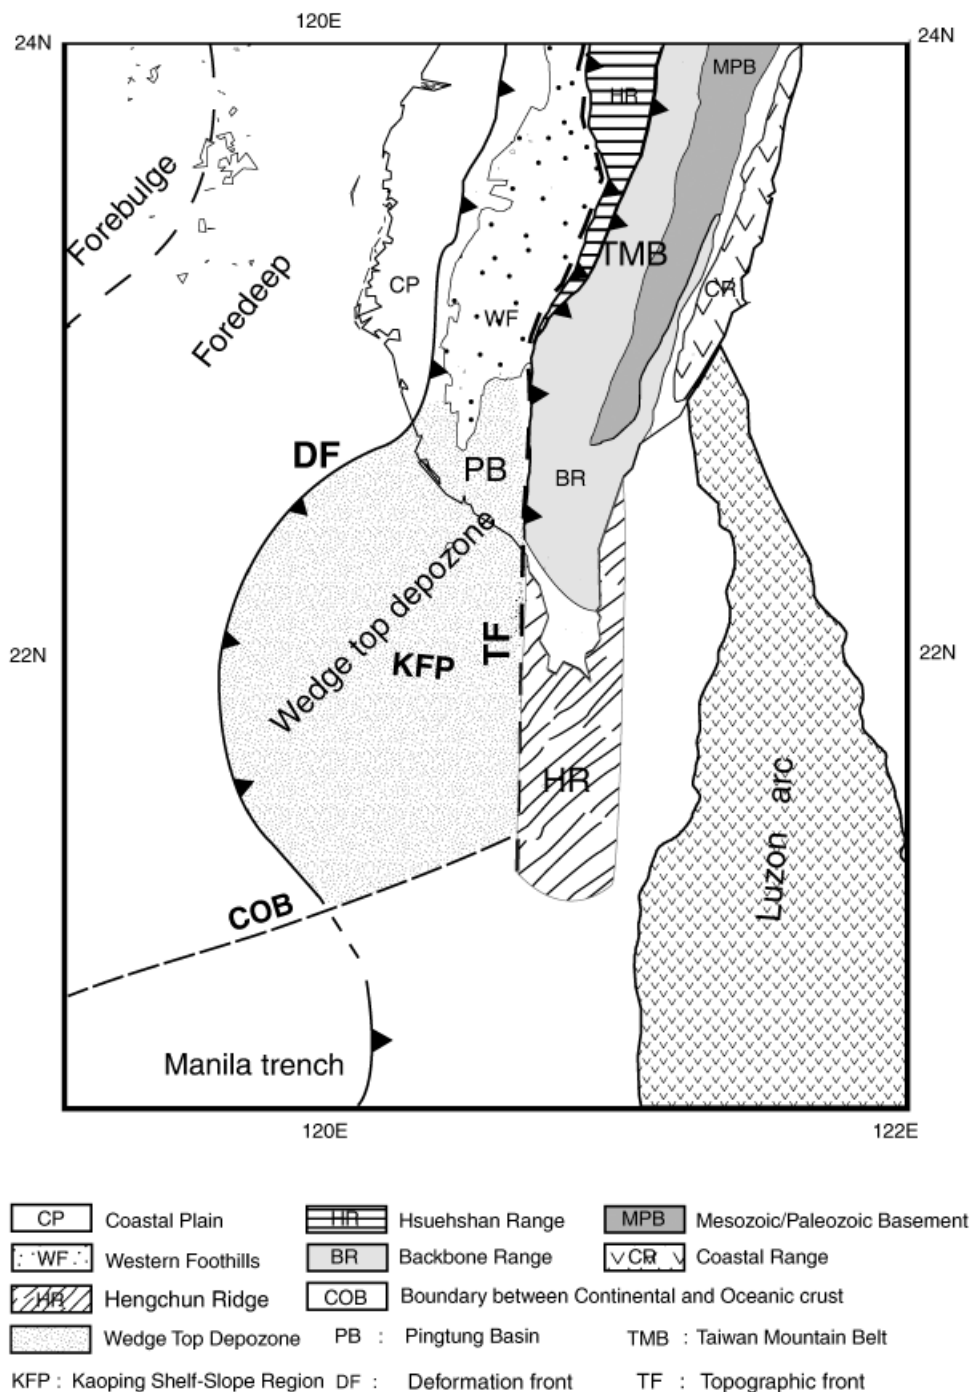 120E
24N
24N
MPB
HR
Forebulge
TMB
Foredeep
CP
CR
WF
DF
PB
BR
Wedge top depozone
TF
22N
KFP
22N
HR
Luzon arc
COB
Manila trench
120E
122E
CP Coastal Plain
HR Hsuehshan Range
MPB Mesozoic/Paleozoic Basement
WF Western Foothills
BR Backbone Range
CR Coastal Range
HR Hengchun Ridge
COB Boundary between Continental and Oceanic crust
Wedge Top Depozone
PB : Pingtung Basin
TMB : Taiwan Mountain Belt
KFP : Kaoping Shelf-Slope Region
DF : Deformation front
TF : Topographic front